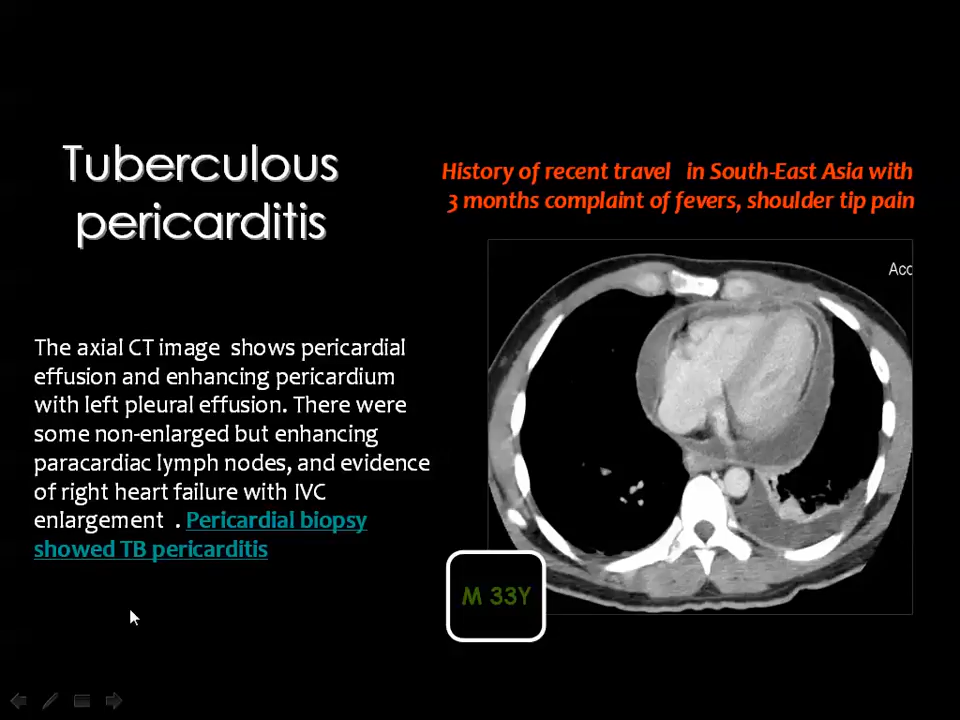 Tuberculous
pericarditis
History of recent travel in South-East Asia with
3 months complaint of fevers, shoulder tip pain
Acc
The axial CT image shows pericardial
effusion and enhancing pericardium
with left pleural effusion. There were
some non-enlarged but enhancing
paracardiac lymph nodes, and evidence
of right heart failure with IVC
enlargement . Pericardial biopsy
showed TB pericarditis
M 33Y